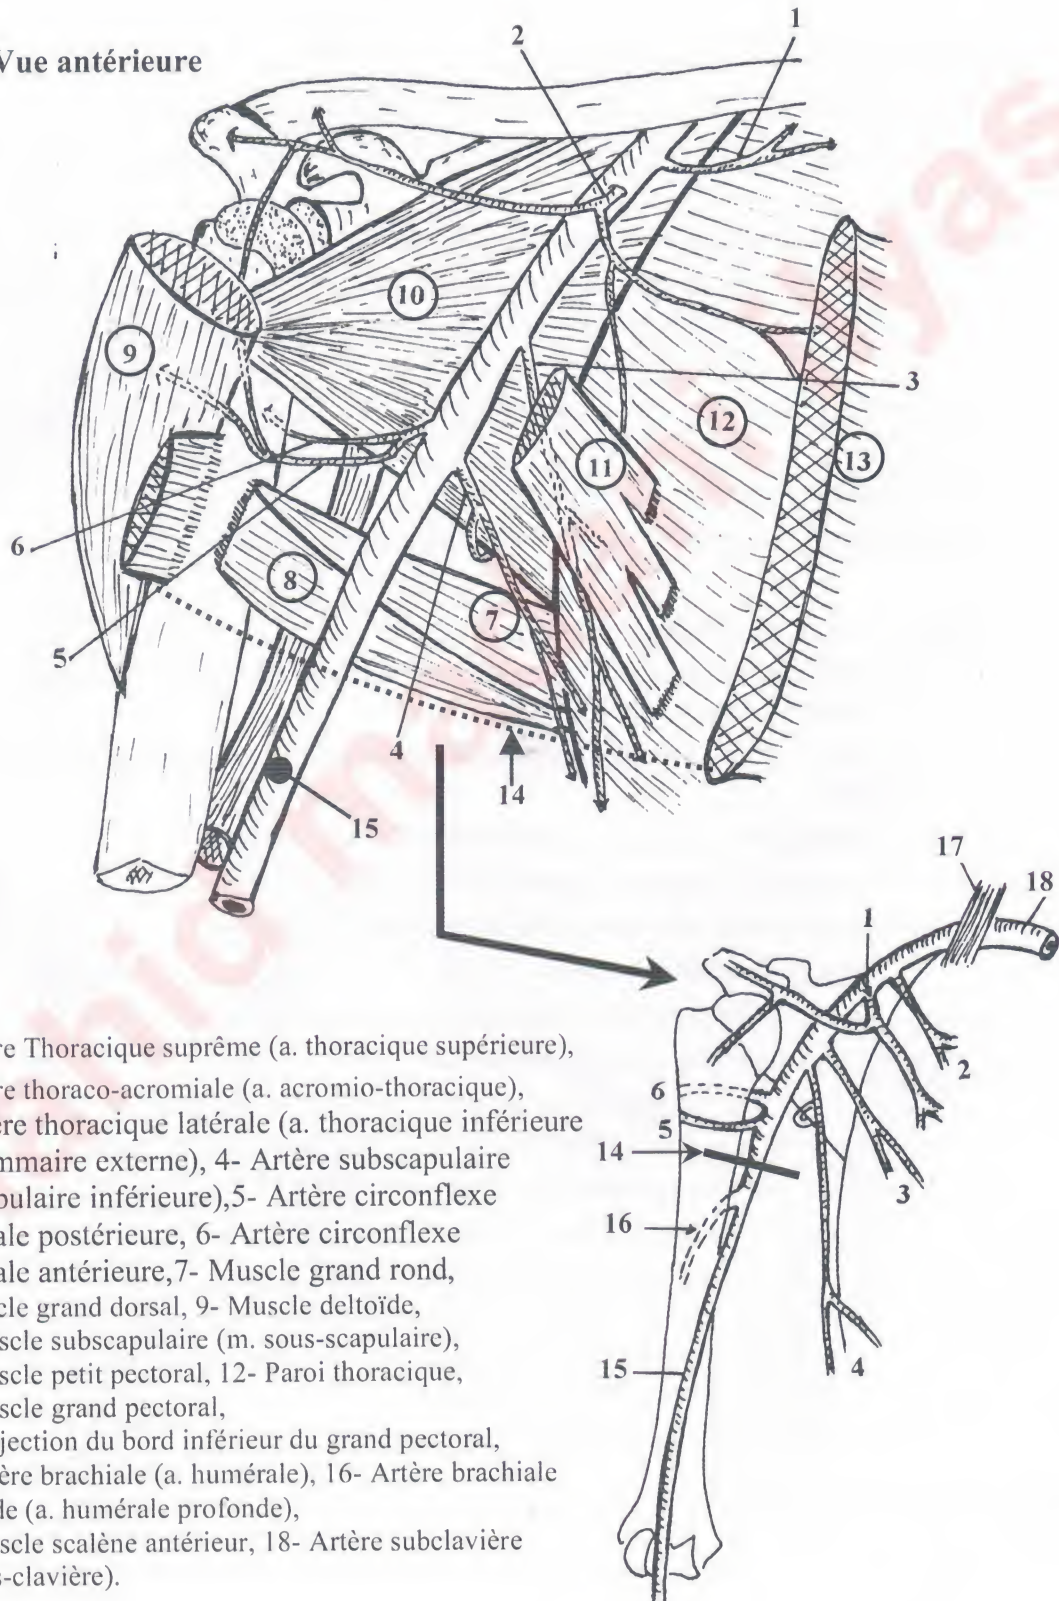 Vue antérieure
2
1
10
9
3
12
11
13
6
8
7
5
4
14
15
17
18
1
2
6
5
14
3
16
4
15
re Thoracique suprême (a. thoracique supérieure),
re thoraco-acromiale (a. acromio-thoracique),
ère thoracique latérale (a. thoracique inférieure
mmaire externe), 4- Artère subscapulaire
pulaire inférieure),5- Artère circonflexe
ale postérieure, 6- Artère circonflexe
ale antérieure,7- Muscle grand rond,
cle grand dorsal, 9- Muscle deltoïde,
uscle subscapulaire (m. sous-scapulaire),
scle petit pectoral, 12- Paroi thoracique,
scle grand pectoral,
jection du bord inférieur du grand pectoral,
ère brachiale (a. humérale), 16- Artère brachiale
de (a. humérale profonde),
uscle scalène antérieur, 18- Artère subclavière
s-clavière).